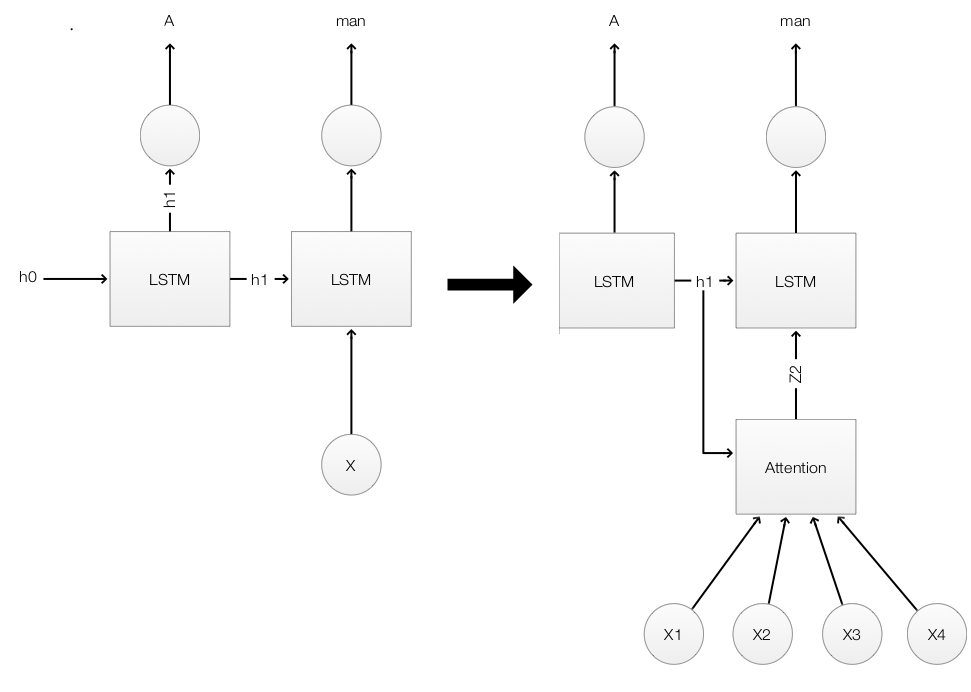 A
man
A
man
h1
h0
LSTM
h1
LSTM
LSTM
h1
LSTM
Z2
X
Attention
X1
X2
X3
X4